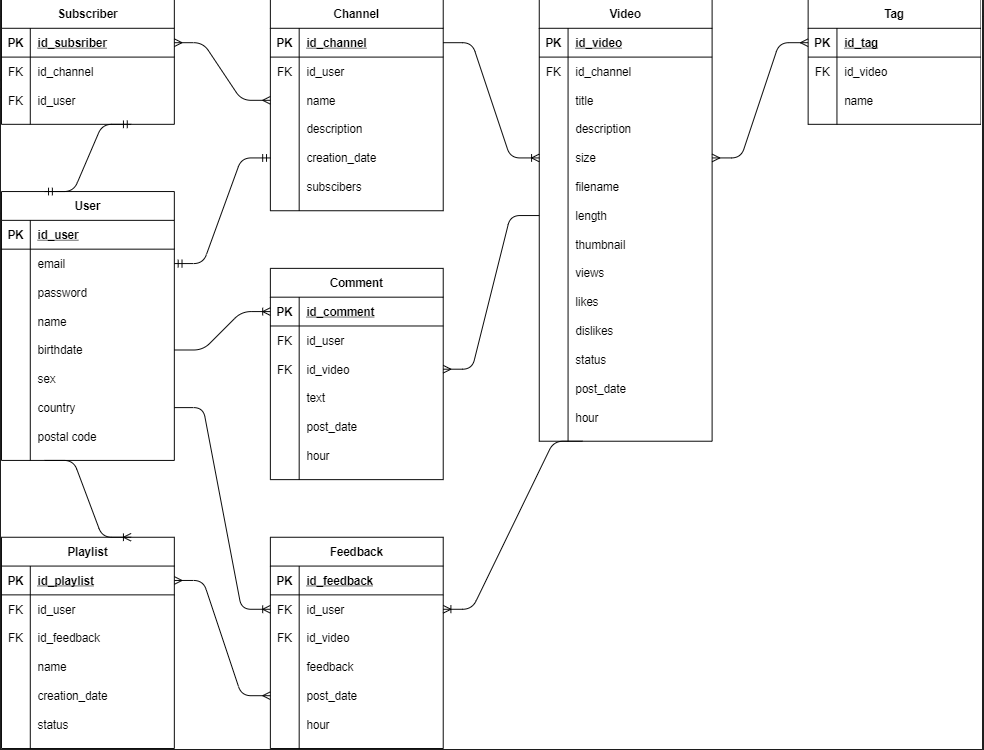 Subscriber
PK id_subsriber
FK id_channel
FK id_user
Channel
PK id_channel
FK id_user
name
description
creation_date
subscibers
Video
PK id_video
FK id_channel
title
description
size
filename
length
thumbnail
views
likes
dislikes
status
post_date
hour
Tag
PK id_tag
FK id_video
name
User
PK id_user
email
password
name
birthdate
sex
country
postal code
Comment
PK id_comment
FK id_user
FK id_video
text
post_date
hour
Playlist
PK id_playlist
FK id_user
FK id_feedback
name
creation_date
status
Feedback
PK id_feedback
FK id_user
FK id_video
feedback
post_date
hour